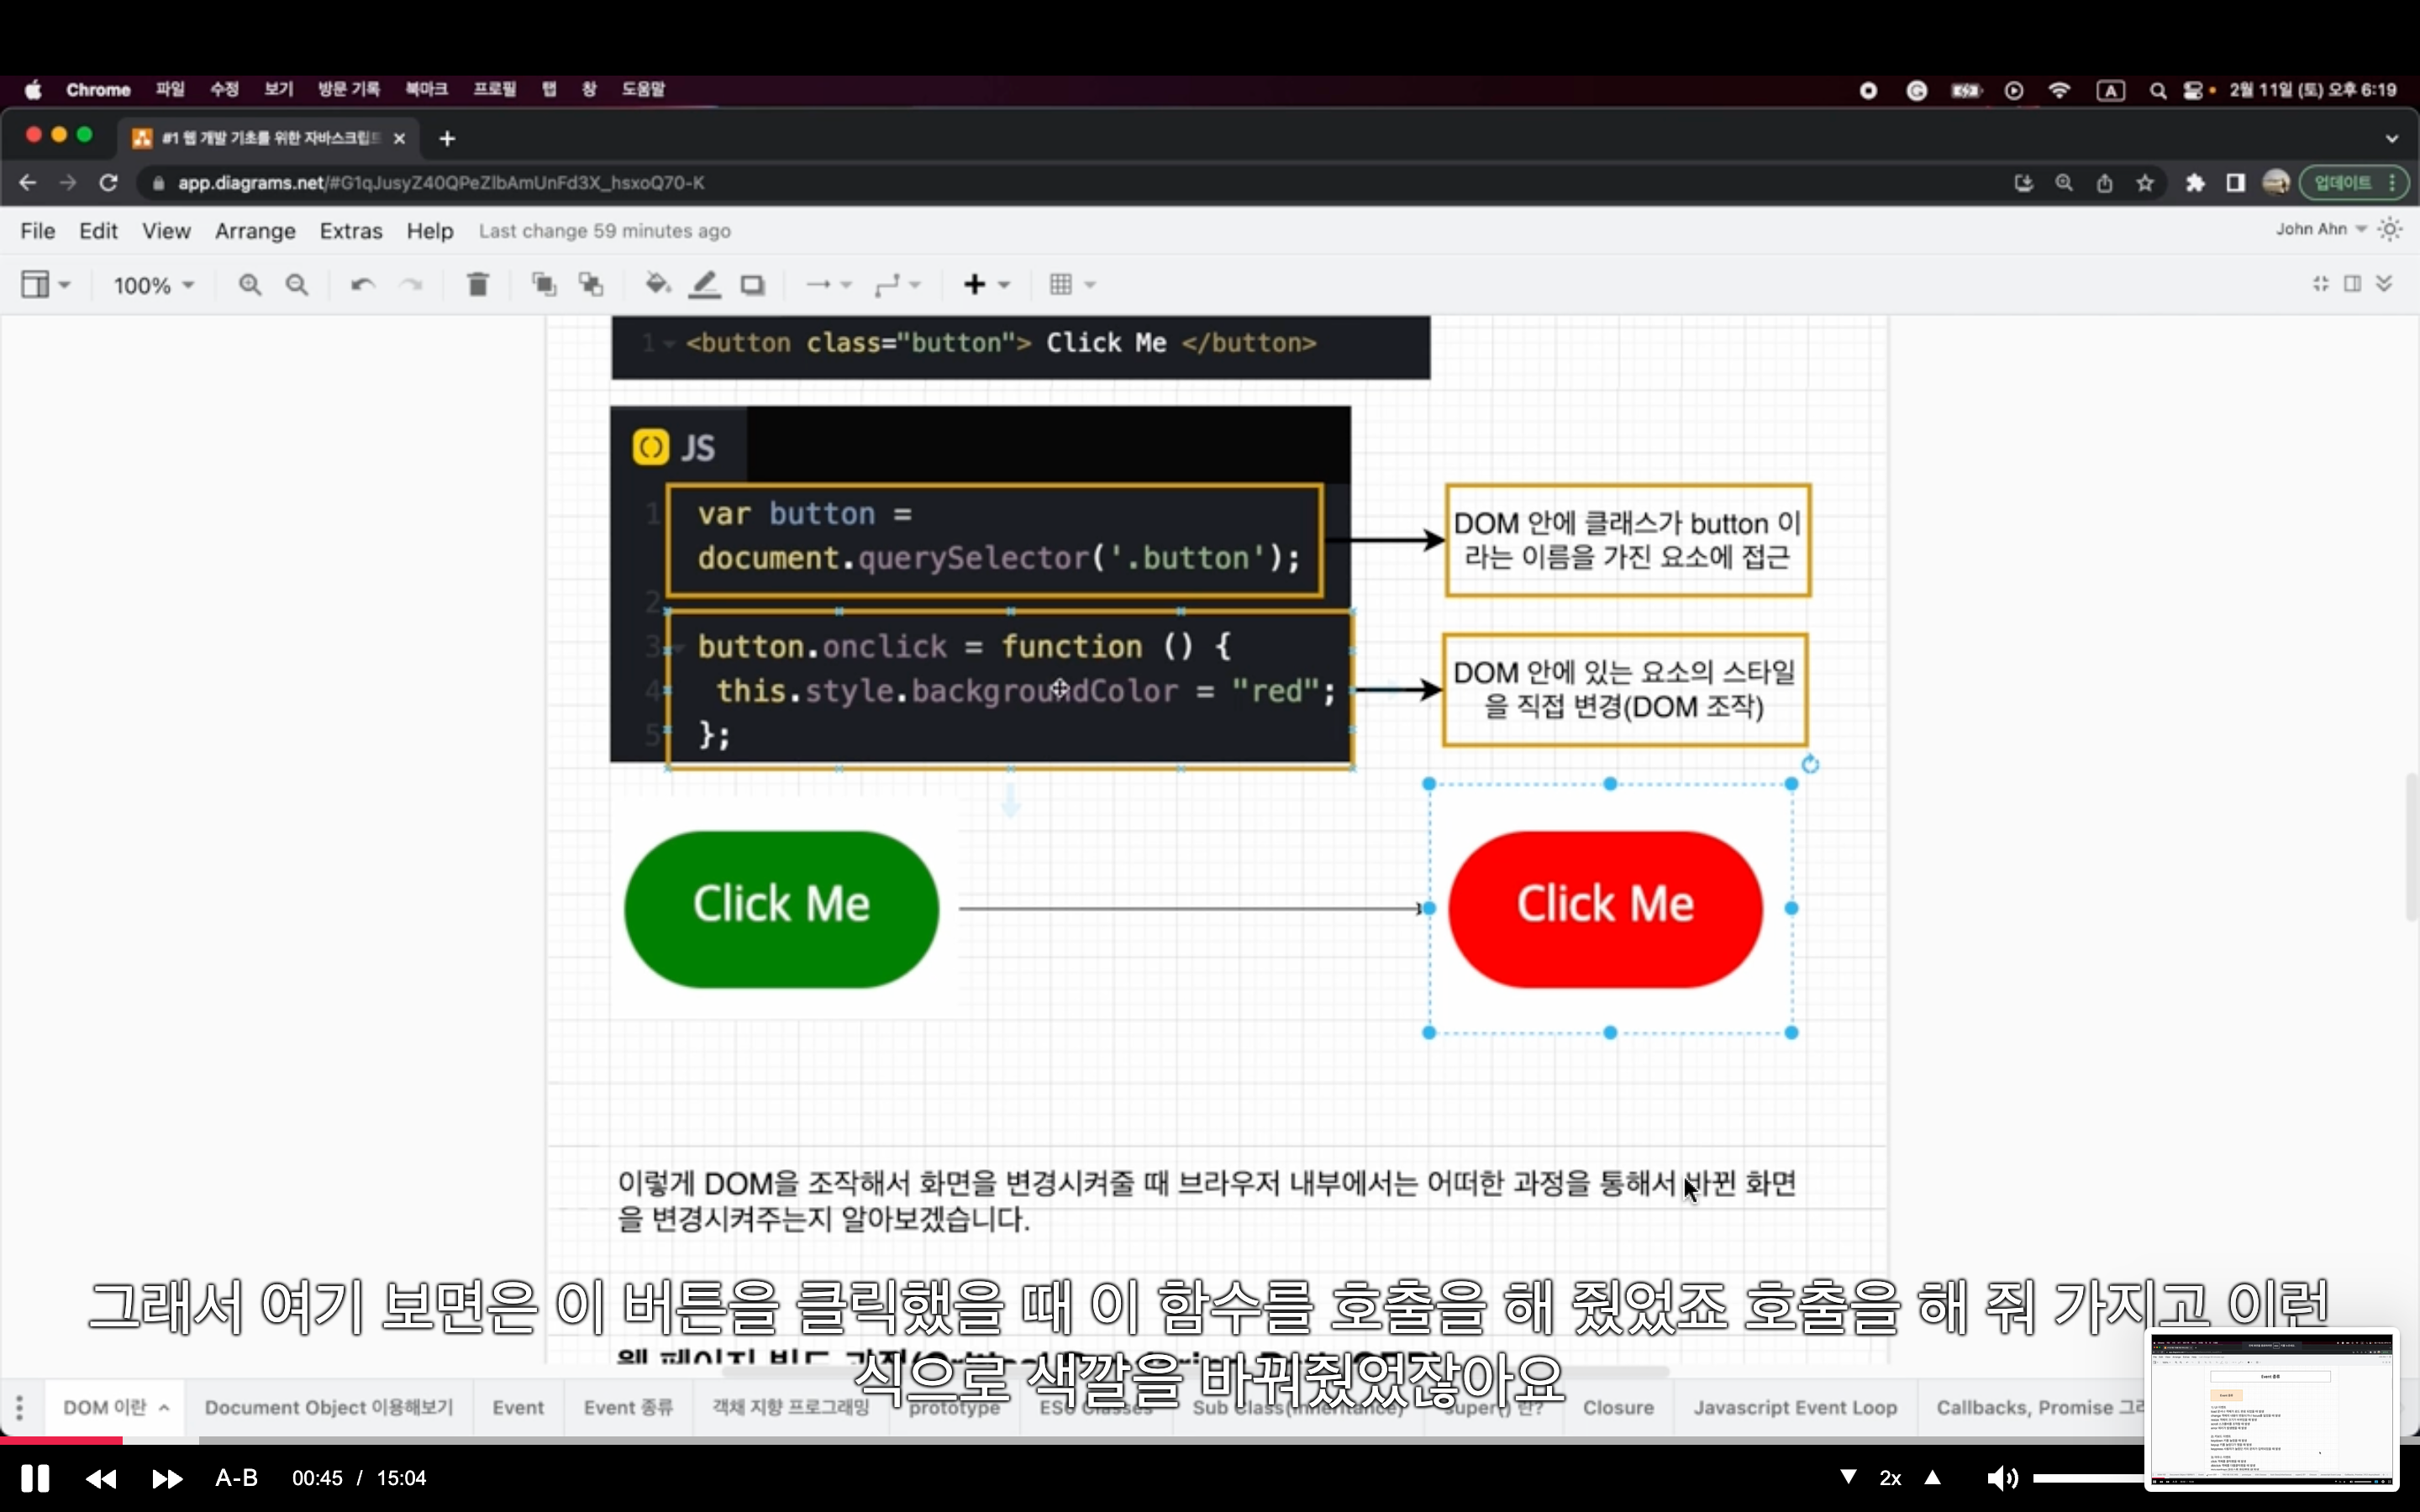 Chrome 파일 수정 보기 방문 기록 북마크 프로필 탭 창 도움말 A 2월 11일 (토) 오후 6:19
#1 웹 개발 기초를 위한 자바스크립트
app.diagrams.net/#G1qJusyZ40QPeZlbAmUnFd3X_hsxoQ70-K 업데이트
File Edit View Arrange Extras Help Last change 59 minutes ago John Ahn
100%
1 <button class="button"> Click Me </button>
JS
1 var button =
document.querySelector('.button');
2
3 button.onclick = function () {
4 this.style.backgroundColor = "red";
5 };
DOM 안에 클래스가 button 이
라는 이름을 가진 요소에 접근
DOM 안에 있는 요소의 스타일
을 직접 변경(DOM 조작)
Click Me
Click Me
이렇게 DOM을 조작해서 화면을 변경시켜줄 때 브라우저 내부에서는 어떠한 과정을 통해서 바뀐 화면
을 변경시켜주는지 알아보겠습니다.
그래서 여기 보면은 이 버튼을 클릭했을 때 이 함수를 호출을 해 줬었죠 호출을 해 줘 가지고 이런
식으로 색깔을 바꿔줬었잖아요
웹 페이지 빌드 과정
DOM 이란 Document Object 이용해보기 Event Event 종류 객체 지향 프로그래밍 prototype ES6 Classes Sub Class(Inheritance) super() 란? Closure Javascript Event Loop Callbacks, Promise
Event 종류
A-B 00:45 / 15:04 2x